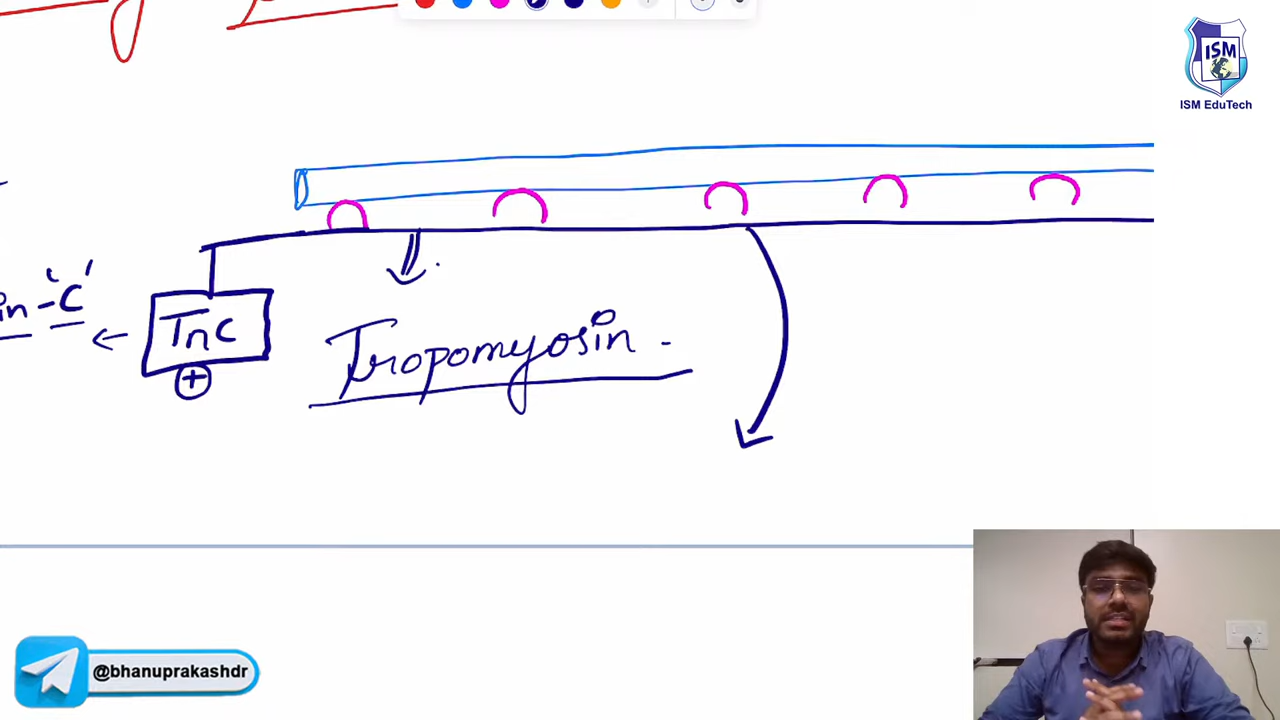 ISM
ISM EduTech
in - 'C'
TnC
+
Tropomyosin.
@bhanuprakashdr